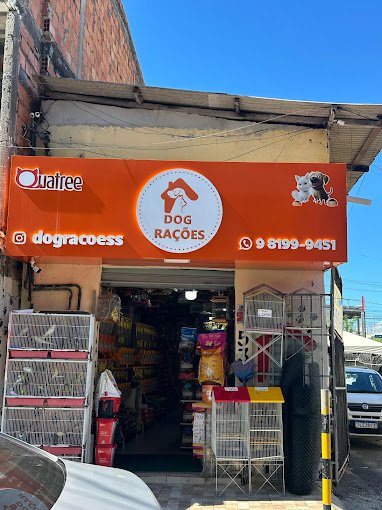 Quatree
DOG
RAÇÕES
dogracoess
9 8199-9451